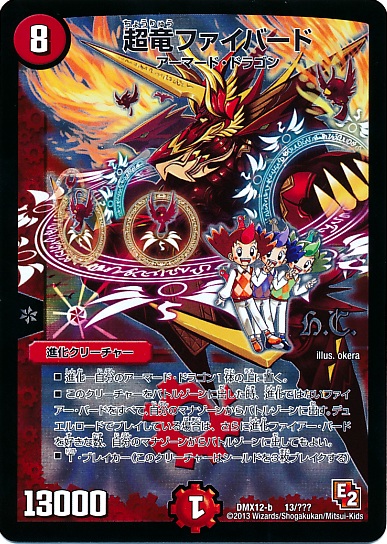 8
ちょうりゅう
超竜ファイバード
アーマード・ドラゴン
h.C.
illus. okera
進化クリーチャー
■ 進化-自分のアーマード・ドラゴン1体の上に置く。
■ このクリーチャーをバトルゾーンに出した時、進化ではないファイアー・バードをすべて、自分のマナゾーンからバトルゾーンに出す。デュエルロードでプレイしている場合は、さらに進化ファイアー・バードを好きな数、自分のマナゾーンからバトルゾーンに出してもよい。
■ T・ブレイカー(このクリーチャーはシールドを3枚ブレイクする)
13000
1
DMX12-b 13/???
©2013 Wizards/Shogakukan/Mitsui-Kids
E2